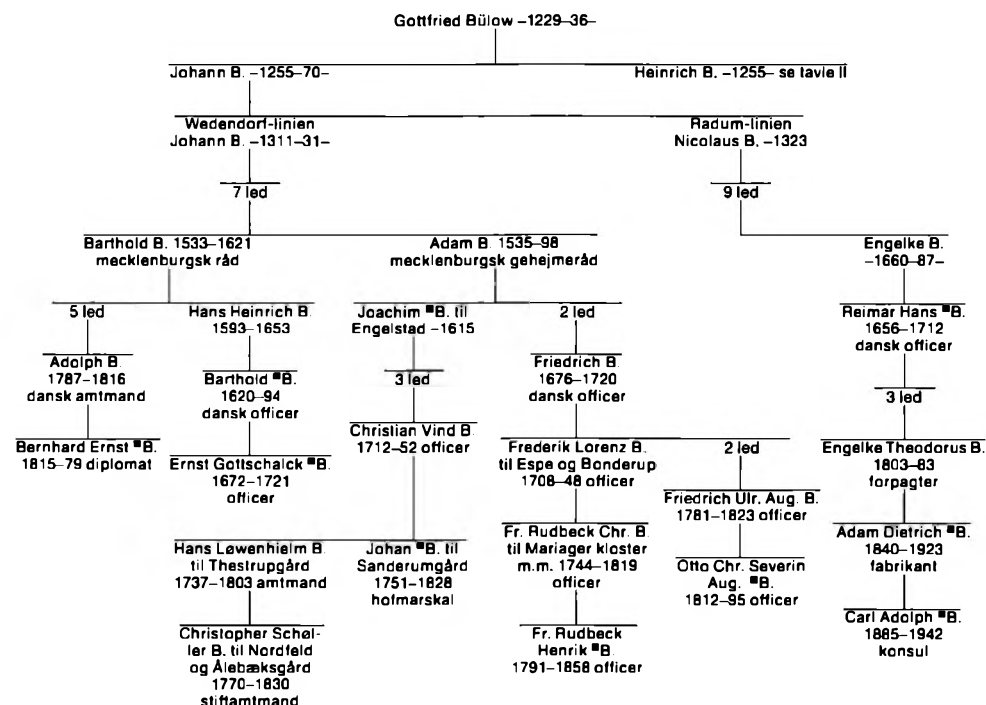 Gottfried Bülow –1229–36–
Johann B. –1255–70–
Heinrich B. –1255– se tavle II
Wedendorf-linien
Johann B. –1311–31–
Radum-linien
Nicolaus B. –1323
7 led
9 led
Barthold B. 1533–1621
mecklenburgsk råd
Adam B. 1535–98
mecklenburgsk gehejmeråd
Engelke B.
–1660–87–
5 led
Hans Heinrich B.
1593–1653
Joachim ■B. til
Engelstad –1615
2 led
Reimar Hans ■B.
1656–1712
dansk officer
Adolph B.
1787–1816
dansk amtmand
Barthold ■B.
1620–94
dansk officer
3 led
Friedrich B.
1676–1720
dansk officer
3 led
Bernhard Ernst ■B.
1815–79 diplomat
Ernst Gottschalck ■B.
1672–1721
officer
Christian Vind B.
1712–52 officer
Frederik Lorenz B.
til Espe og Bonderup
1708–48 officer
2 led
Engelke Theodorus B.
1803–83
forpagter
Friedrich Ulr. Aug. B.
1781–1823 officer
Hans Løwenhielm B.
til Thestrupgård
1737–1803 amtmand
Johan ■B. til
Sanderumgård
1751–1828
hofmarskal
Fr. Rudbeck Chr. B.
til Mariager kloster
m.m. 1744–1819
officer
Otto Chr. Severin
Aug. ■B.
1812–95 officer
Adam Dietrich ■B.
1840–1923
fabrikant
Christopher Schøl-
ler B. til Nordfeld
og Ålebæksgård
1770–1830
stiftamtmand
Fr. Rudbeck
Henrik ■B.
1791–1858 officer
Carl Adolph ■B.
1885–1942
konsul